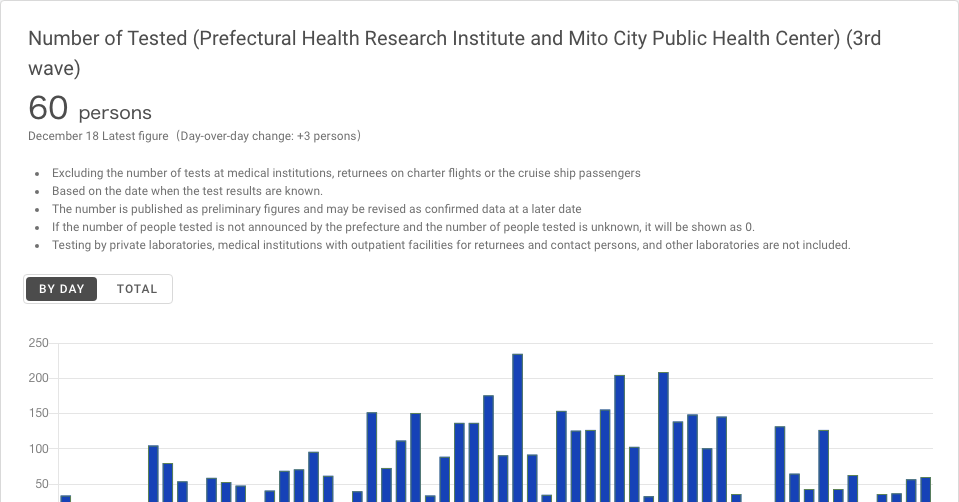 Number of Tested (Prefectural Health Research Institute and Mito City Public Health Center) (3rd
wave)
60 persons
December 18 Latest figure（Day-over-day change: +3 persons）
• Excluding the number of tests at medical institutions, returnees on charter flights or the cruise ship passengers
• Based on the date when the test results are known.
• The number is published as preliminary figures and may be revised as confirmed data at a later date
• If the number of people tested is not announced by the prefecture and the number of people tested is unknown, it will be shown as 0.
• Testing by private laboratories, medical institutions with outpatient facilities for returnees and contact persons, and other laboratories are not included.
BY DAY TOTAL
250
200
150
100
50